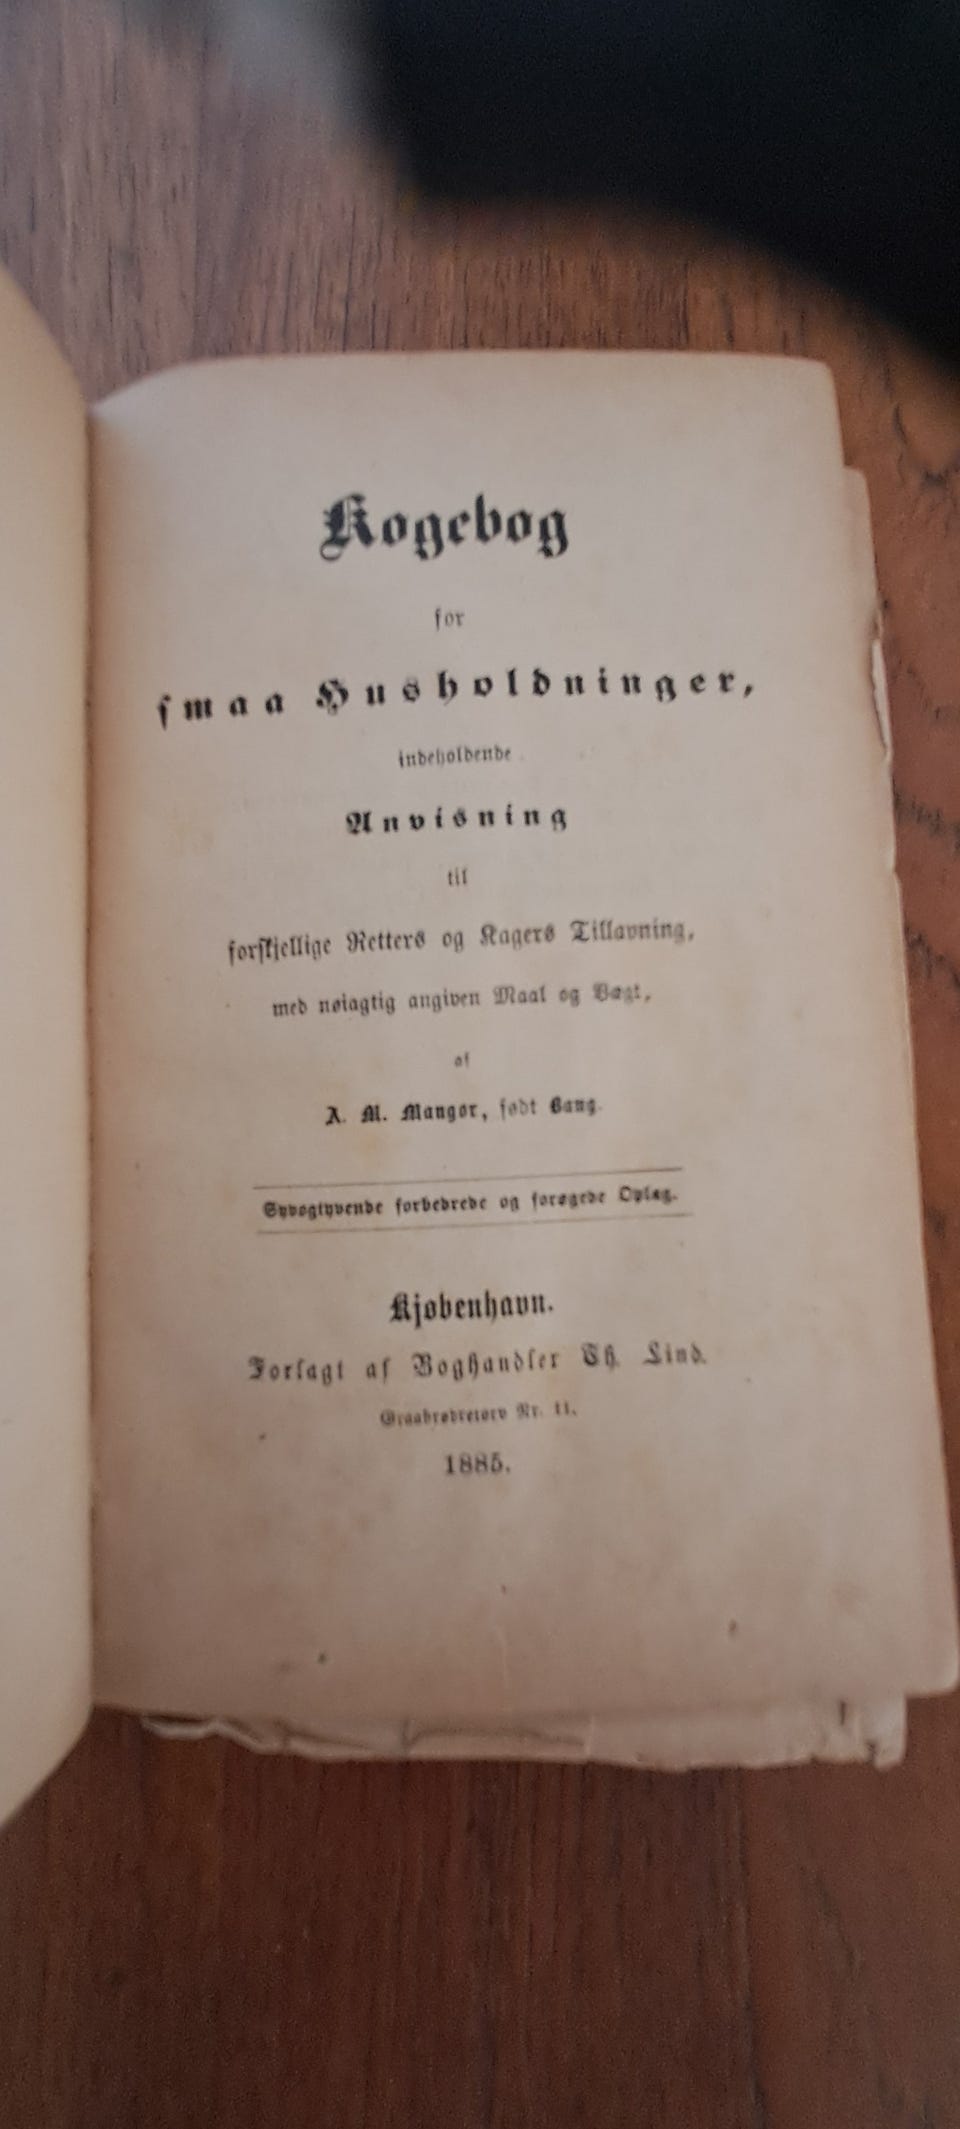 Kogebog
for
smaa Husholdninger,
indeholdende
Anvisning
til
forskjellige Retters og Kagers Tillavning,
med nøiagtig angiven Maal og Vægt,
af
A. M. Mangor, født Bang.
Syvogtyvende forbedrede og forøgede Oplag.
Kjøbenhavn.
Forlagt af Boghandler Th. Lind.
Graabrødretorv Nr. 11.
1885.